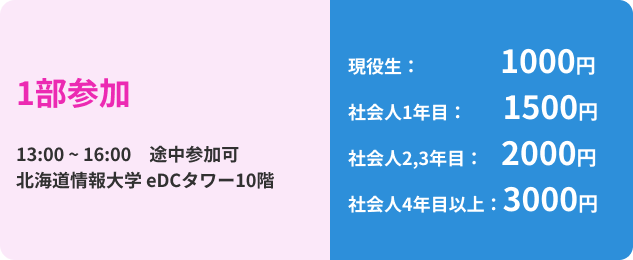 1部参加
13:00 ~ 16:00　途中参加可
北海道情報大学 eDCタワー10階
現役生： 1000円
社会人1年目： 1500円
社会人2,3年目： 2000円
社会人4年目以上：3000円